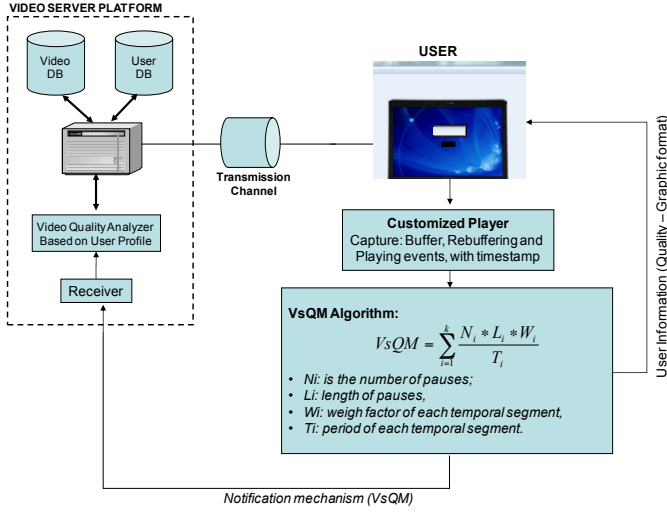 VIDEO SERVER PLATFORM
Video
DB
User
DB
USER
Transmission
Channel
Video Quality Analyzer
Based on User Profile
Receiver
Customized Player
Capture: Buffer, Rebuffering and
Playing events, with timestamp
VsQM Algorithm:
VsQM = \sum_{i=1}^{k} \frac{N_i * L_i * W_i}{T_i}
• Ni: is the number of pauses;
• Li: length of pauses,
• Wi: weigh factor of each temporal segment,
• Ti: period of each temporal segment.
User Information (Quality – Graphic format)
Notification mechanism (VsQM)